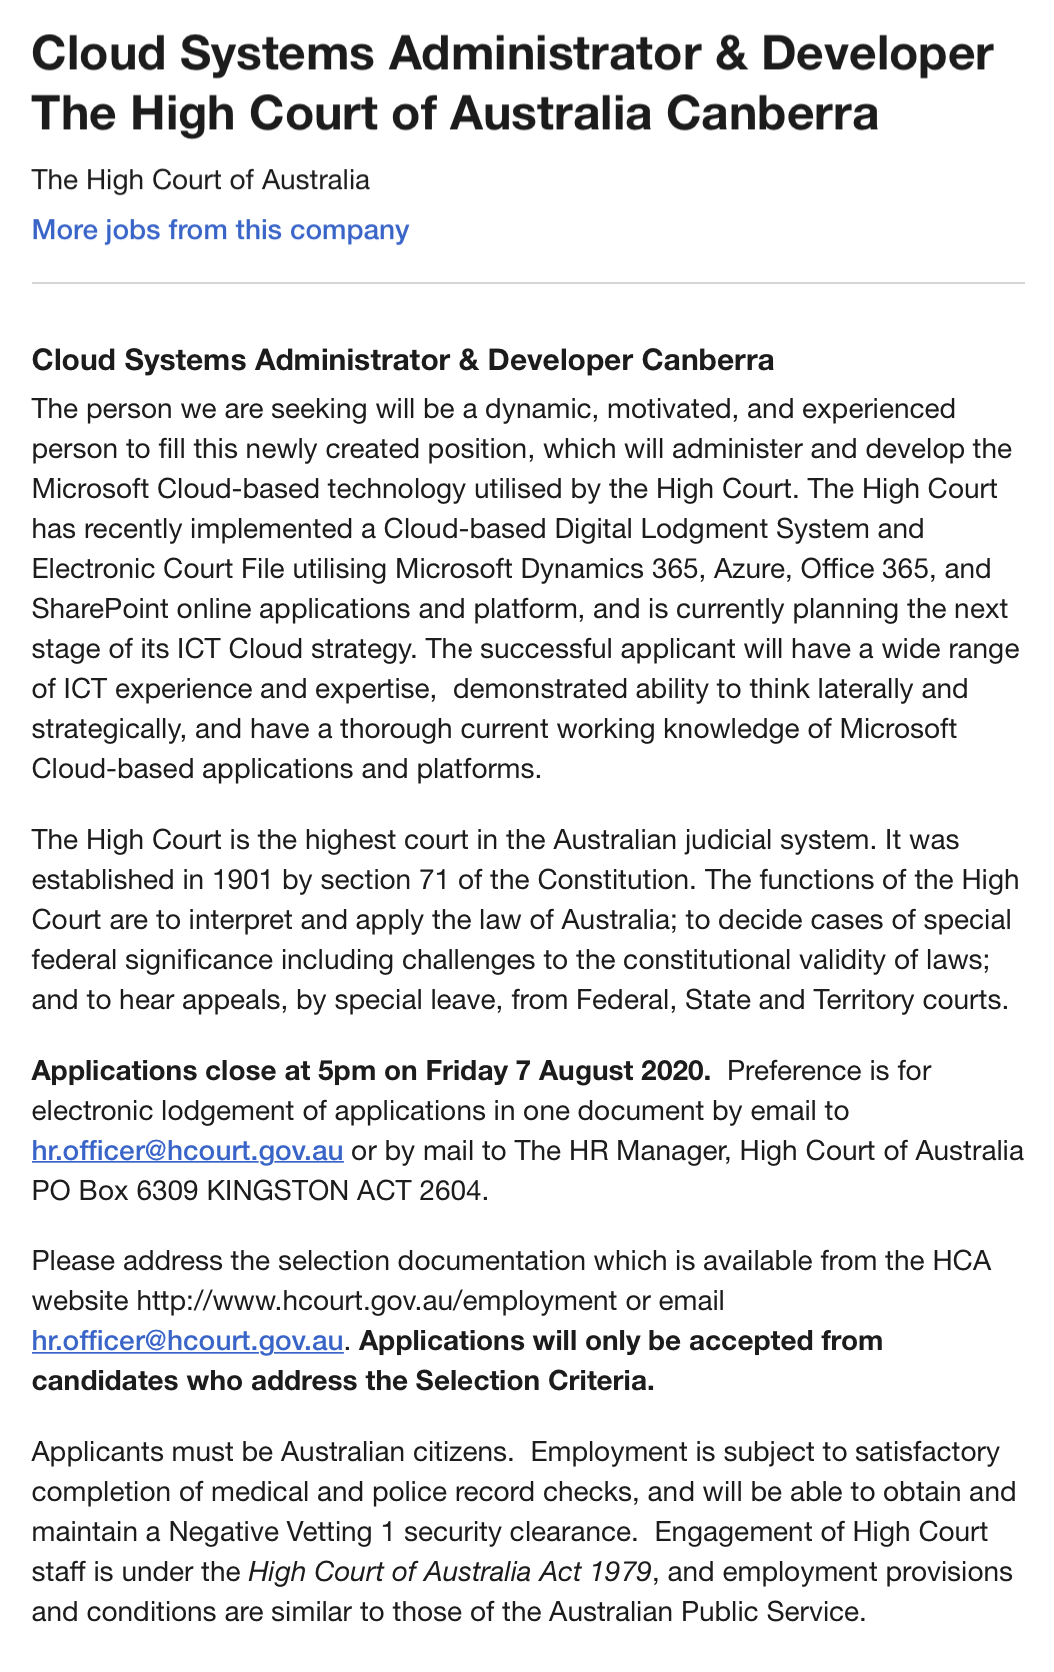 Cloud Systems Administrator & Developer
The High Court of Australia Canberra
The High Court of Australia
More jobs from this company
Cloud Systems Administrator & Developer Canberra
The person we are seeking will be a dynamic, motivated, and experienced
person to fill this newly created position, which will administer and develop the
Microsoft Cloud-based technology utilised by the High Court. The High Court
has recently implemented a Cloud-based Digital Lodgment System and
Electronic Court File utilising Microsoft Dynamics 365, Azure, Office 365, and
SharePoint online applications and platform, and is currently planning the next
stage of its ICT Cloud strategy. The successful applicant will have a wide range
of ICT experience and expertise,  demonstrated ability to think laterally and
strategically, and have a thorough current working knowledge of Microsoft
Cloud-based applications and platforms.
The High Court is the highest court in the Australian judicial system. It was
established in 1901 by section 71 of the Constitution. The functions of the High
Court are to interpret and apply the law of Australia; to decide cases of special
federal significance including challenges to the constitutional validity of laws;
and to hear appeals, by special leave, from Federal, State and Territory courts.
Applications close at 5pm on Friday 7 August 2020.  Preference is for
electronic lodgement of applications in one document by email to
hr.officer@hcourt.gov.au or by mail to The HR Manager, High Court of Australia
PO Box 6309 KINGSTON ACT 2604.
Please address the selection documentation which is available from the HCA
website http://www.hcourt.gov.au/employment or email
hr.officer@hcourt.gov.au. Applications will only be accepted from
candidates who address the Selection Criteria.
Applicants must be Australian citizens.  Employment is subject to satisfactory
completion of medical and police record checks, and will be able to obtain and
maintain a Negative Vetting 1 security clearance.  Engagement of High Court
staff is under the High Court of Australia Act 1979, and employment provisions
and conditions are similar to those of the Australian Public Service.